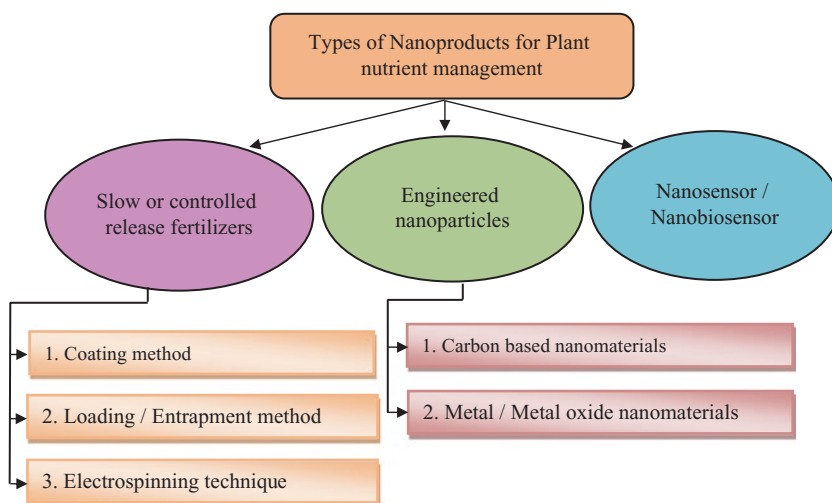 Types of Nanoproducts for Plant
nutrient management
Slow or controlled
release fertilizers
Engineered
nanoparticles
Nanosensor /
Nanobiosensor
1. Coating method
2. Loading / Entrapment method
3. Electrospinning technique
1. Carbon based nanomaterials
2. Metal / Metal oxide nanomaterials